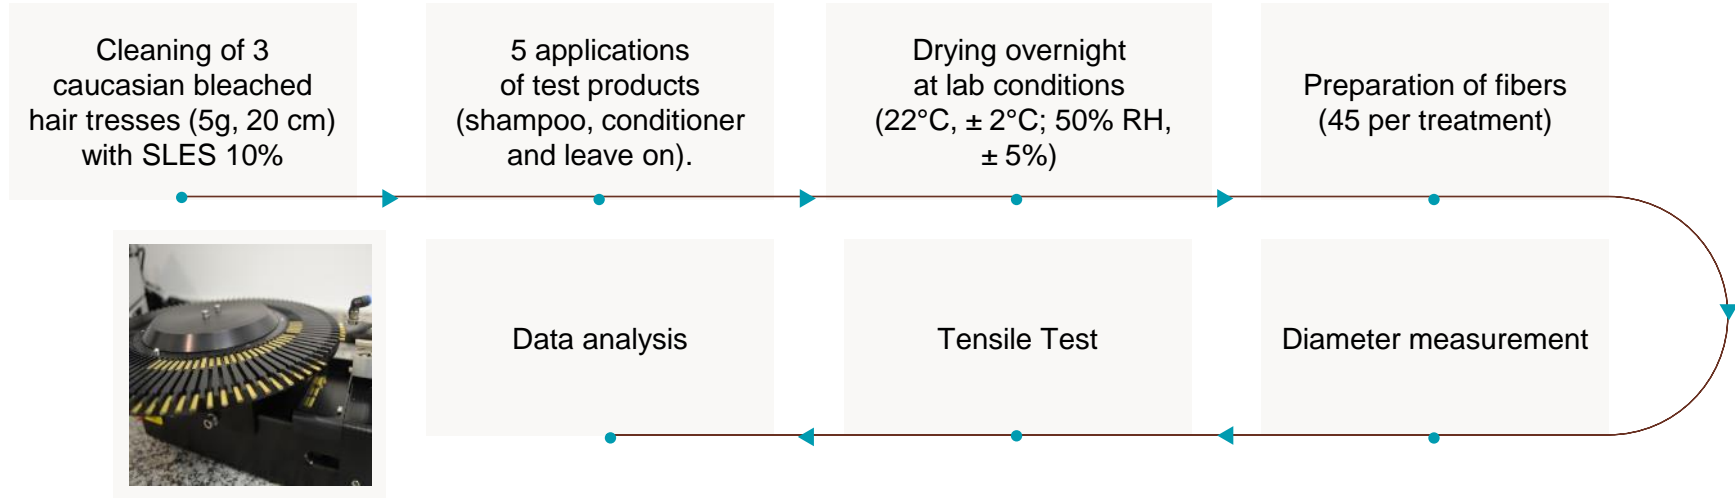 Cleaning of 3
caucasian bleached
hair tresses (5g, 20 cm)
with SLES 10%
5 applications
of test products
(shampoo, conditioner
and leave on).
Drying overnight
at lab conditions
(22°C, ± 2°C; 50% RH,
± 5%)
Preparation of fibers
(45 per treatment)
Diameter measurement
Tensile Test
Data analysis